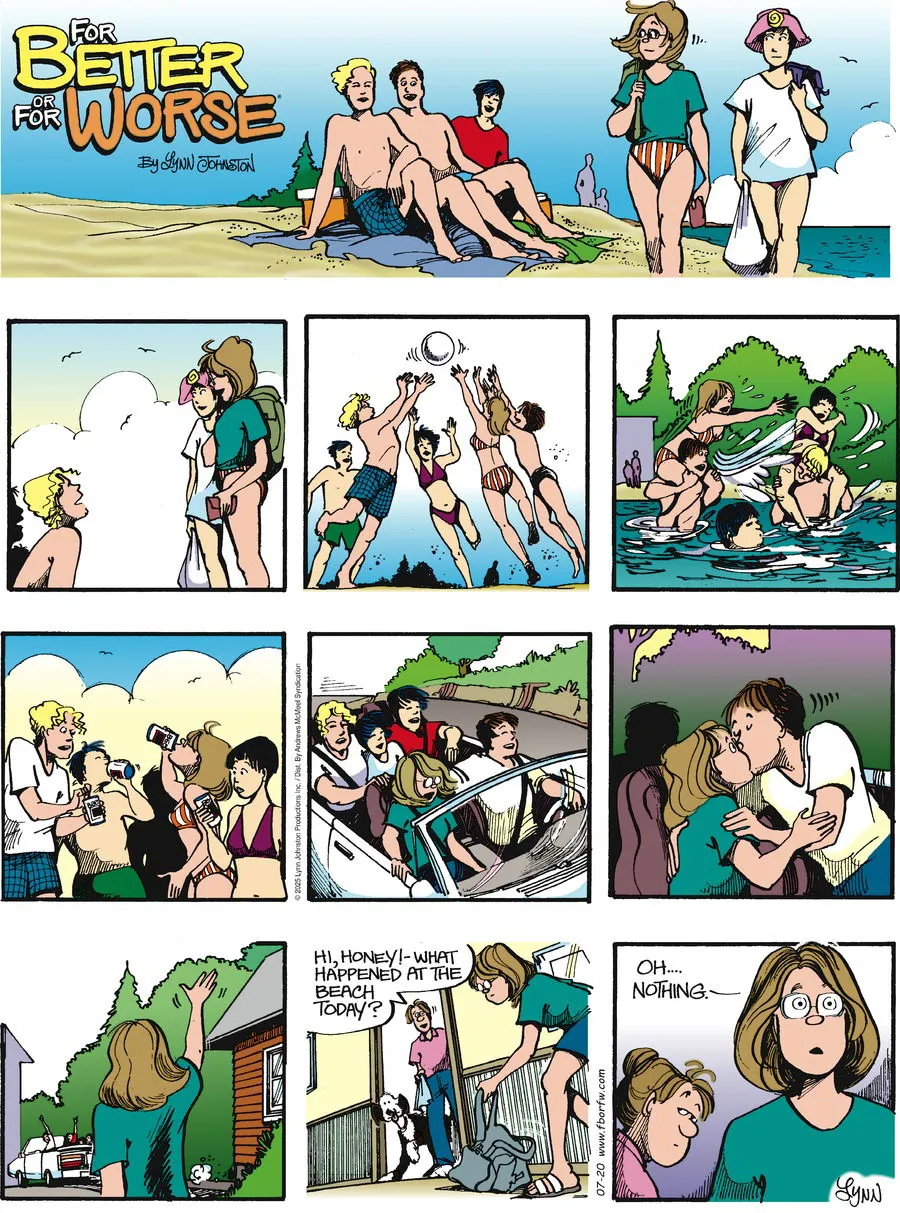 FOR
BETTER
OR
FOR WORSE®
BY LYNN JOHNSTON
© 2025 Lynn Johnston Productions Inc. / Dist. By Andrews McMeel Syndication
HI, HONEY!- WHAT
HAPPENED AT THE
BEACH
TODAY?
07-20 www.fborfw.com
OH....
NOTHING.
LYNN